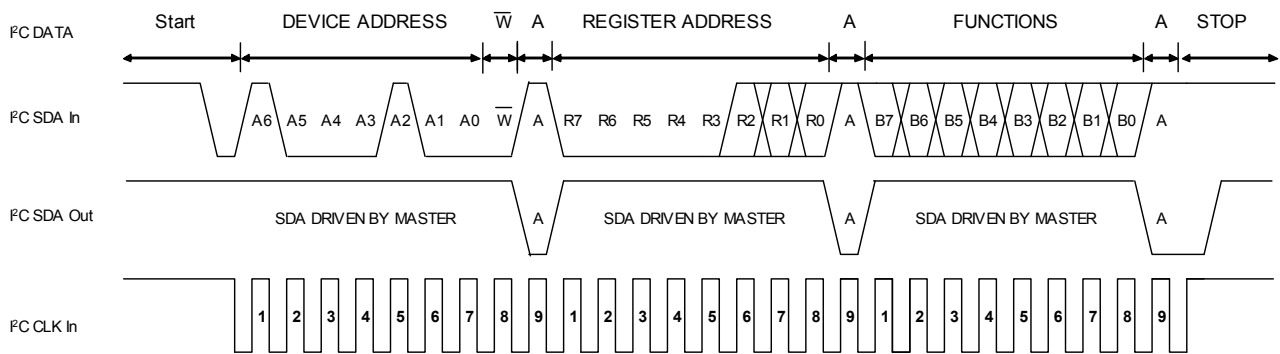 I²C DATA Start DEVICE ADDRESS W̅ A REGISTER ADDRESS A FUNCTIONS A STOP
I²C SDA In A6 A5 A4 A3 A2 A1 A0 W̅ A R7 R6 R5 R4 R3 R2 R1 R0 A B7 B6 B5 B4 B3 B2 B1 B0 A
I²C SDA Out SDA DRIVEN BY MASTER A SDA DRIVEN BY MASTER A SDA DRIVEN BY MASTER A
I²C CLK In 1 2 3 4 5 6 7 8 9 1 2 3 4 5 6 7 8 9 1 2 3 4 5 6 7 8 9